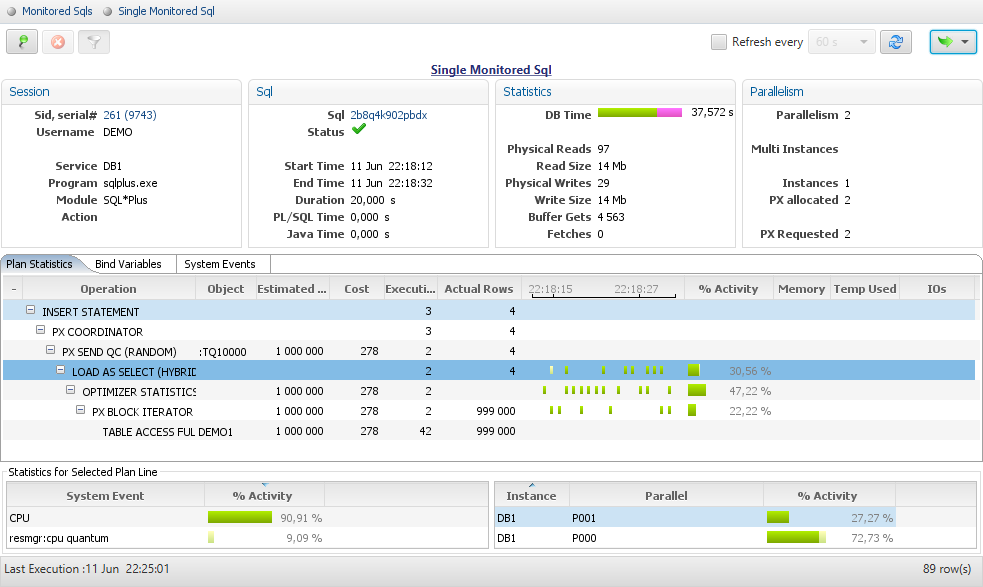 Monitored Sqls Single Monitored Sql
Refresh every 60 s
Single Monitored Sql
Session
Sid, serial# 261 (9743)
Username DEMO
Service DB1
Program sqlplus.exe
Module SQL*Plus
Action
Sql
Sql 2b8q4k902pbdx
Status
Start Time 11 Jun 22:18:12
End Time 11 Jun 22:18:32
Duration 20,000 s
PL/SQL Time 0,000 s
Java Time 0,000 s
Statistics
DB Time 37,572 s
Physical Reads 97
Read Size 14 Mb
Physical Writes 29
Write Size 14 Mb
Buffer Gets 4 563
Fetches 0
Parallelism
Parallelism 2
Multi Instances
Instances 1
PX allocated 2
PX Requested 2
Plan Statistics Bind Variables System Events
- Operation Object Estimated ... Cost Executi... Actual Rows 22:18:15 22:18:27 % Activity Memory Temp Used IOs
INSERT STATEMENT 3 4
PX COORDINATOR 3 4
PX SEND QC (RANDOM) :TQ10000 1 000 000 278 2 4
LOAD AS SELECT (HYBRID 2 4 30,56 %
OPTIMIZER STATISTICS 1 000 000 278 2 47,22 %
PX BLOCK ITERATOR 1 000 000 278 2 999 000 22,22 %
TABLE ACCESS FUL DEMO1 1 000 000 278 42 999 000
Statistics for Selected Plan Line
System Event % Activity
CPU 90,91 %
resmgr:cpu quantum 9,09 %
Instance Parallel % Activity
DB1 P001 27,27 %
DB1 P000 72,73 %
Last Execution :11 Jun 22:25:01 89 row(s)